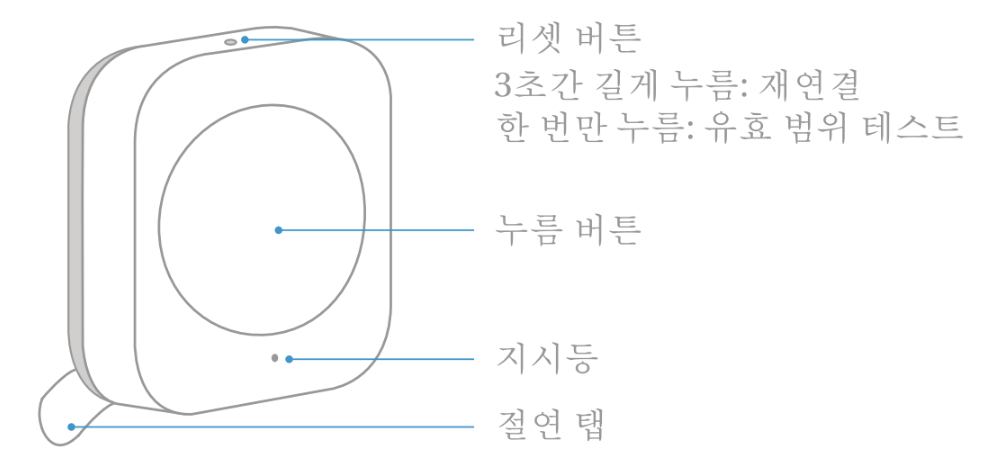 리셋 버튼
3초간 길게 누름: 재연결
한 번만 누름: 유효 범위 테스트
누름 버튼
지시등
절연 탭